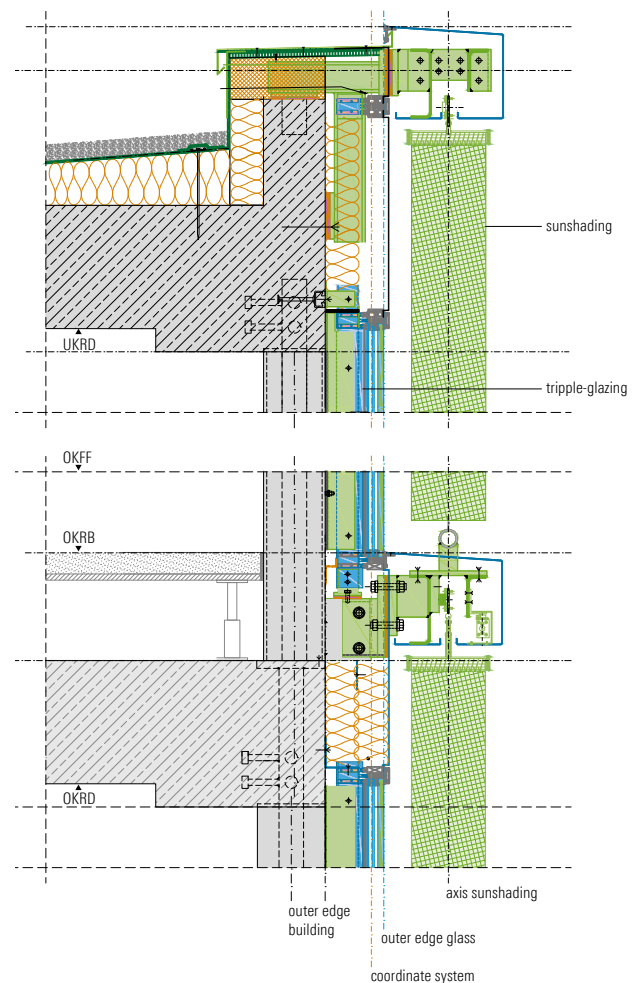 sunshading
UKRD
tripple-glazing
OKFF
OKRB
OKRD
axis sunshading
outer edge
building
outer edge glass
coordinate system